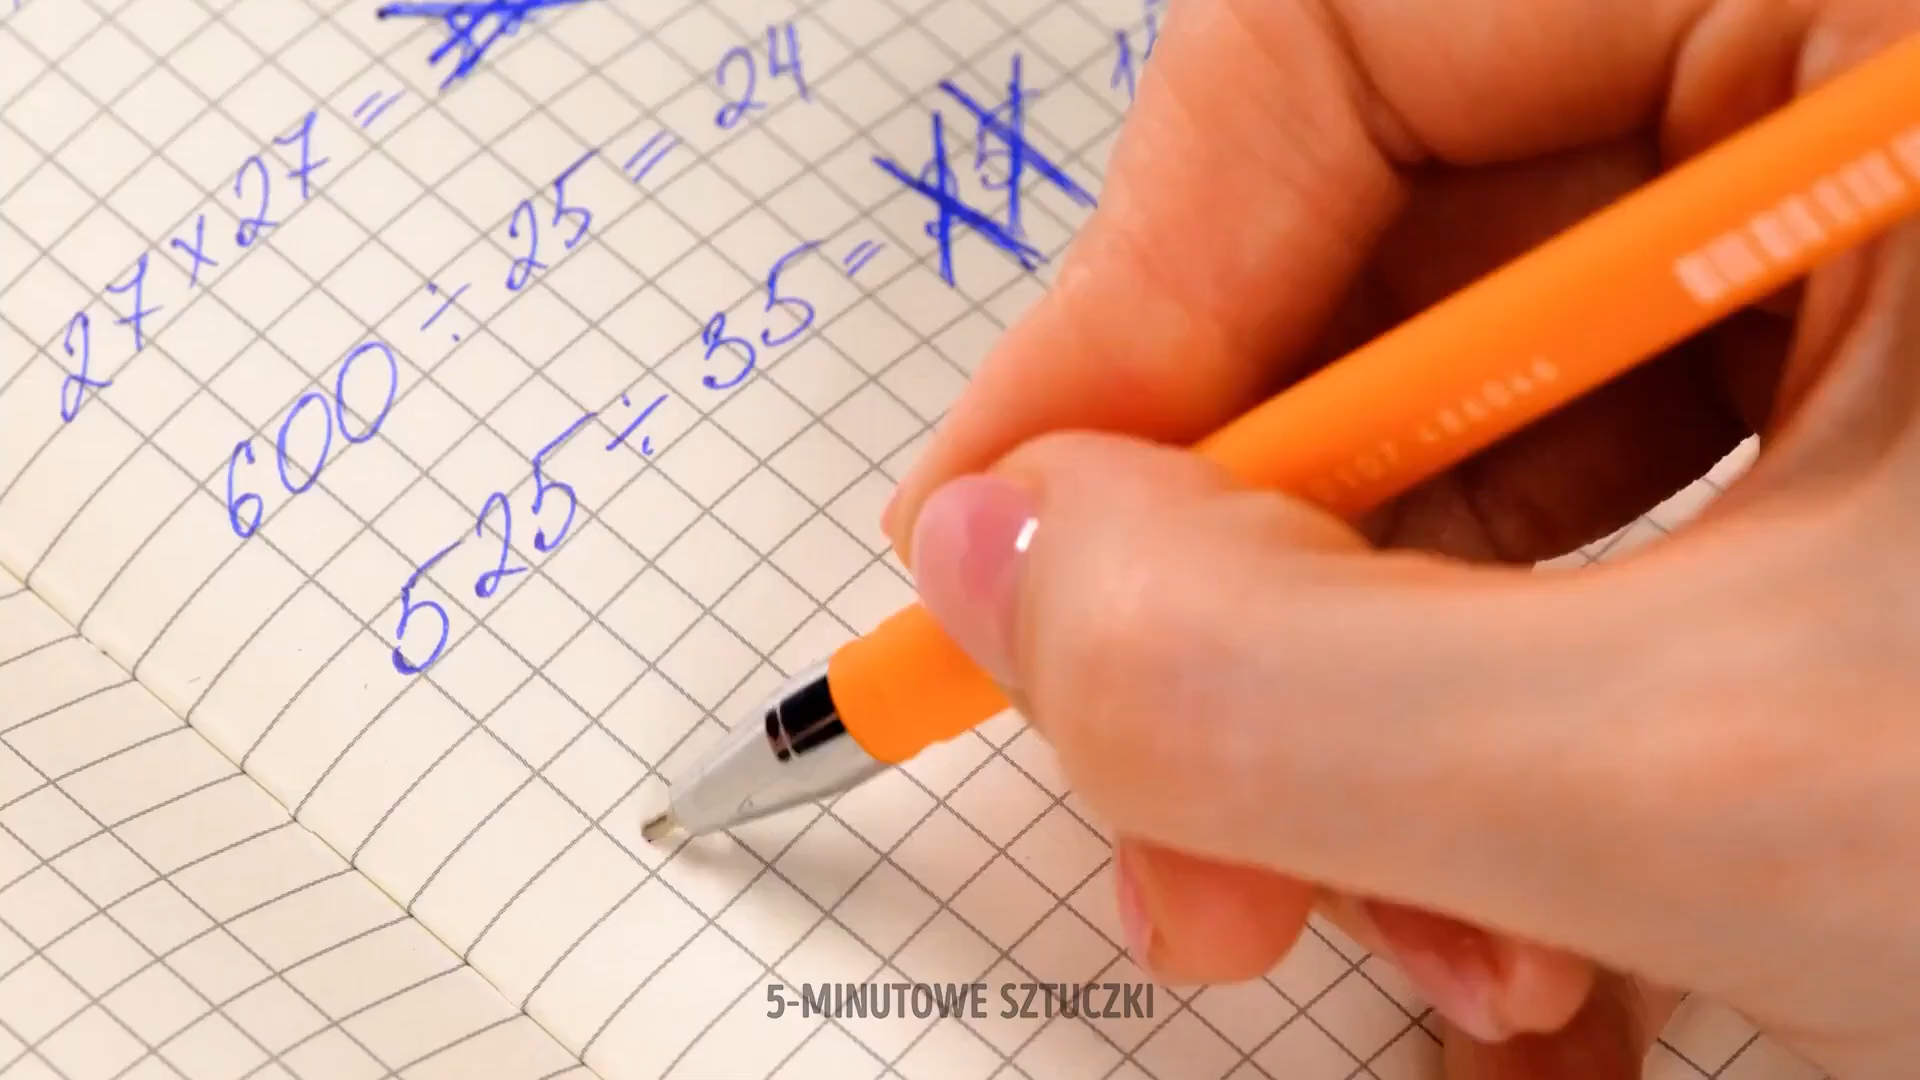 27 x 27 =
600 ÷ 25 = 24
525 ÷ 35 =
5-MINUTOWE SZTUCZKI